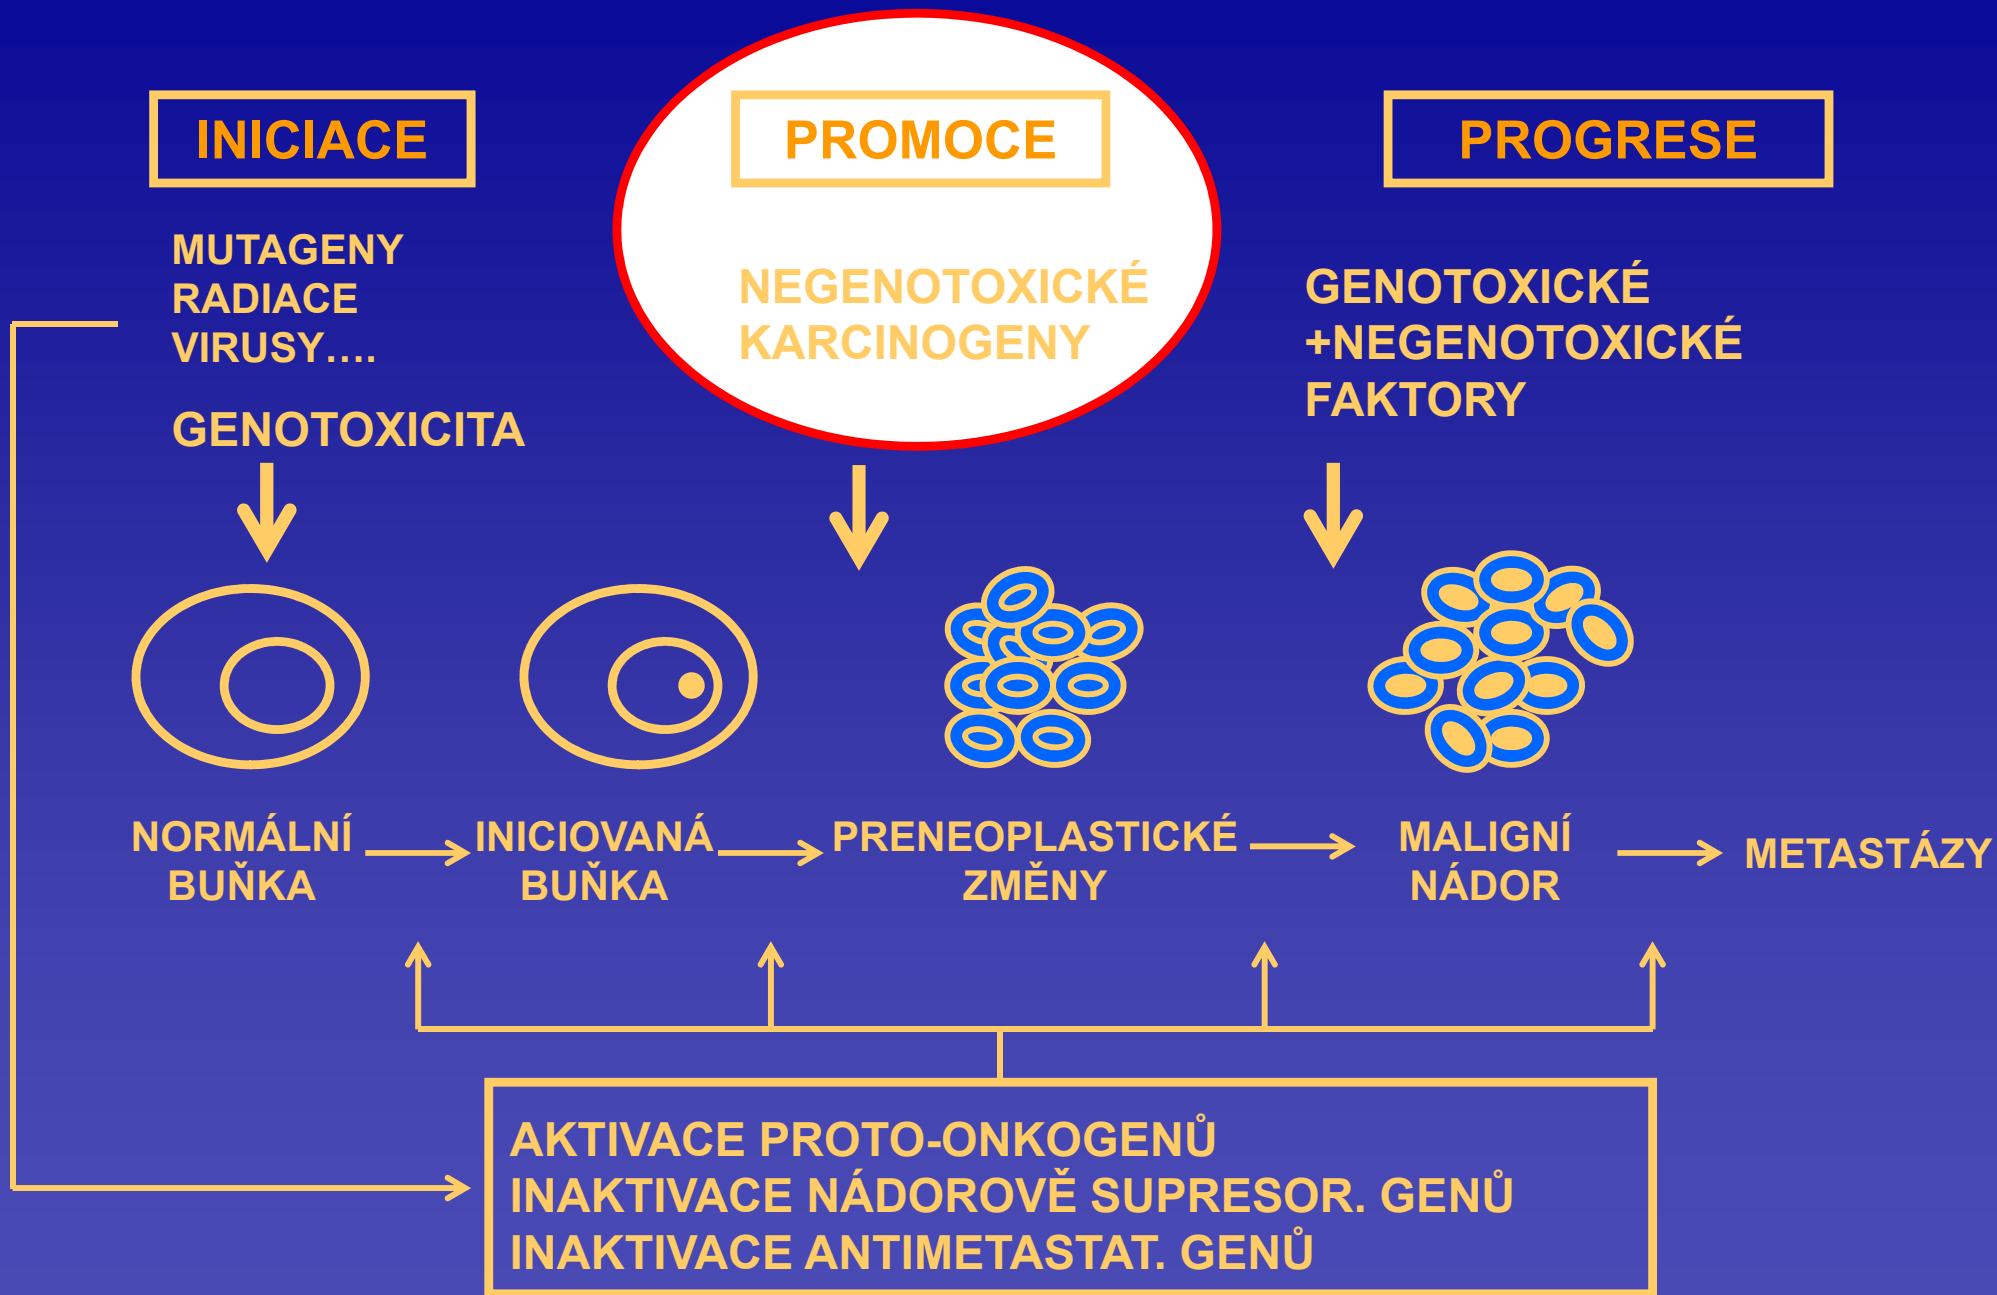 INICIACE
MUTAGENY
RADIACE
VIRUSY....
GENOTOXICITA
PROMOCE
NEGENOTOXICKÉ
KARCINOGENY
PROGRESE
GENOTOXICKÉ
+NEGENOTOXICKÉ
FAKTORY
NORMÁLNÍ
BUŇKA
INICIOVANÁ
BUŇKA
PRENEOPLASTICKÉ
ZMĚNY
MALIGNÍ
NÁDOR
METASTÁZY
AKTIVACE PROTO-ONKOGENŮ
INAKTIVACE NÁDOROVĚ SUPRESOR. GENŮ
INAKTIVACE ANTIMETASTAT. GENŮ